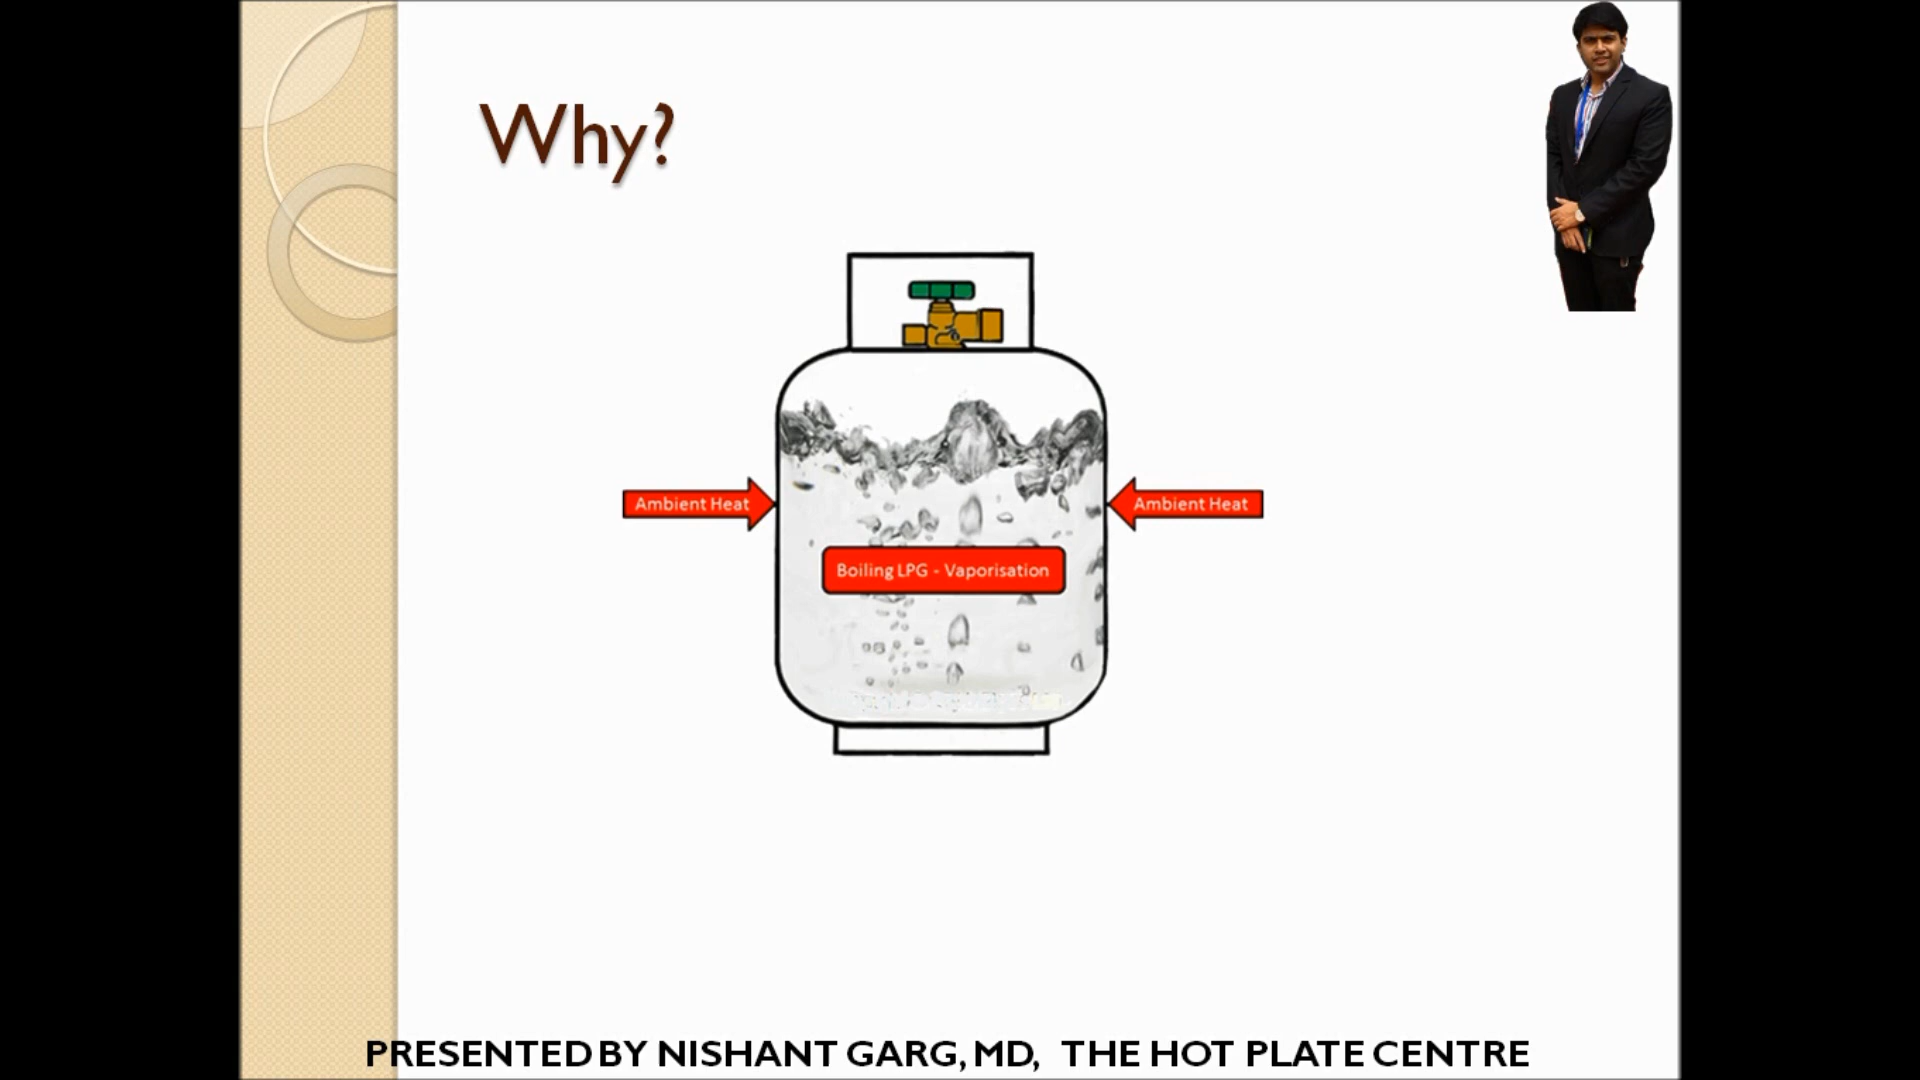 Why?
Ambient Heat
Ambient Heat
Boiling LPG - Vaporisation
PRESENTED BY NISHANT GARG, MD, THE HOT PLATE CENTRE